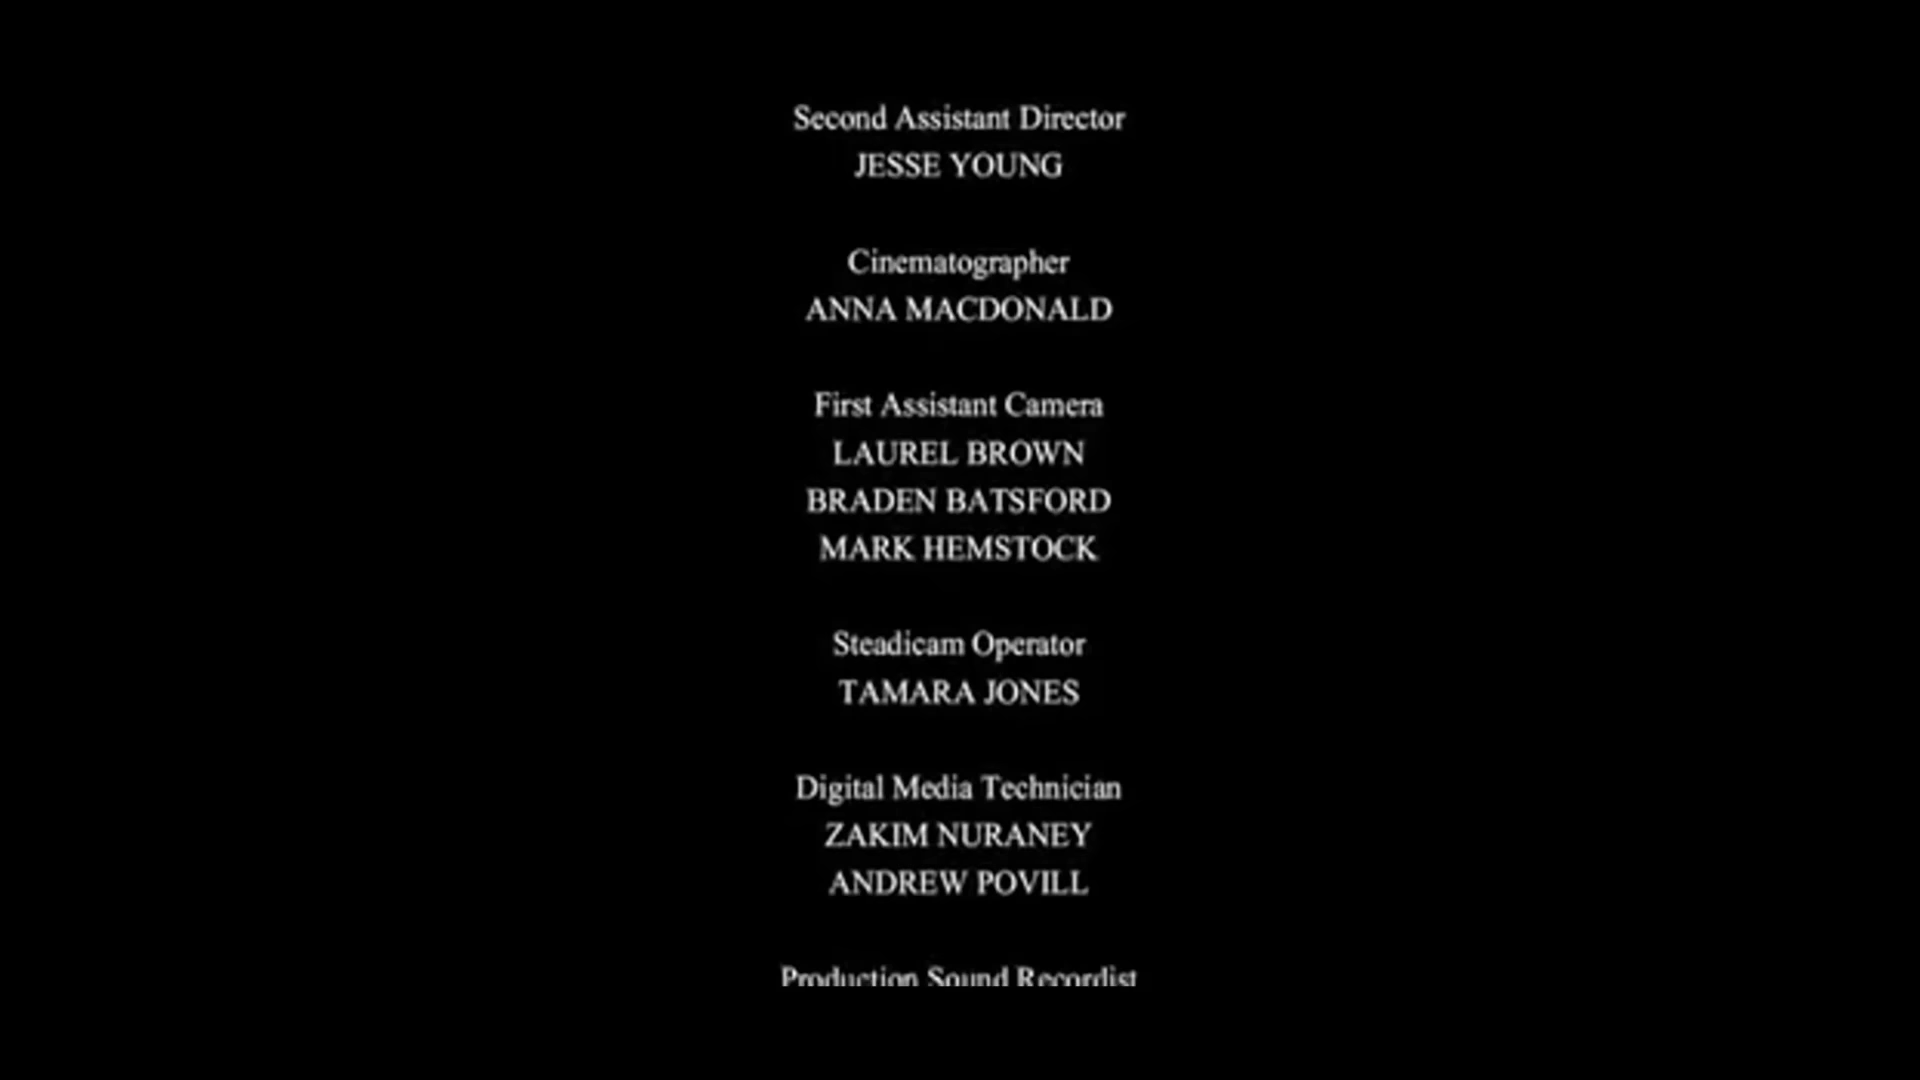 Second Assistant Director
JESSE YOUNG
Cinematographer
ANNA MACDONALD
First Assistant Camera
LAUREL BROWN
BRADEN BATSFORD
MARK HEMSTOCK
Steadicam Operator
TAMARA JONES
Digital Media Technician
ZAKIM NURANEY
ANDREW POVILL
Production Sound Recordist